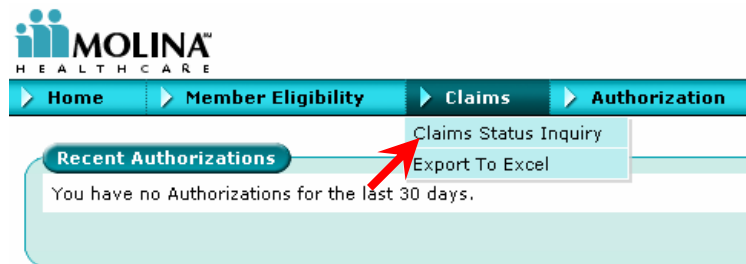 MOLINA
HEALTHCARE
Home Member Eligibility Claims Authorization
Claims Status Inquiry
Recent Authorizations
Export To Excel
You have no Authorizations for the last 30 days.